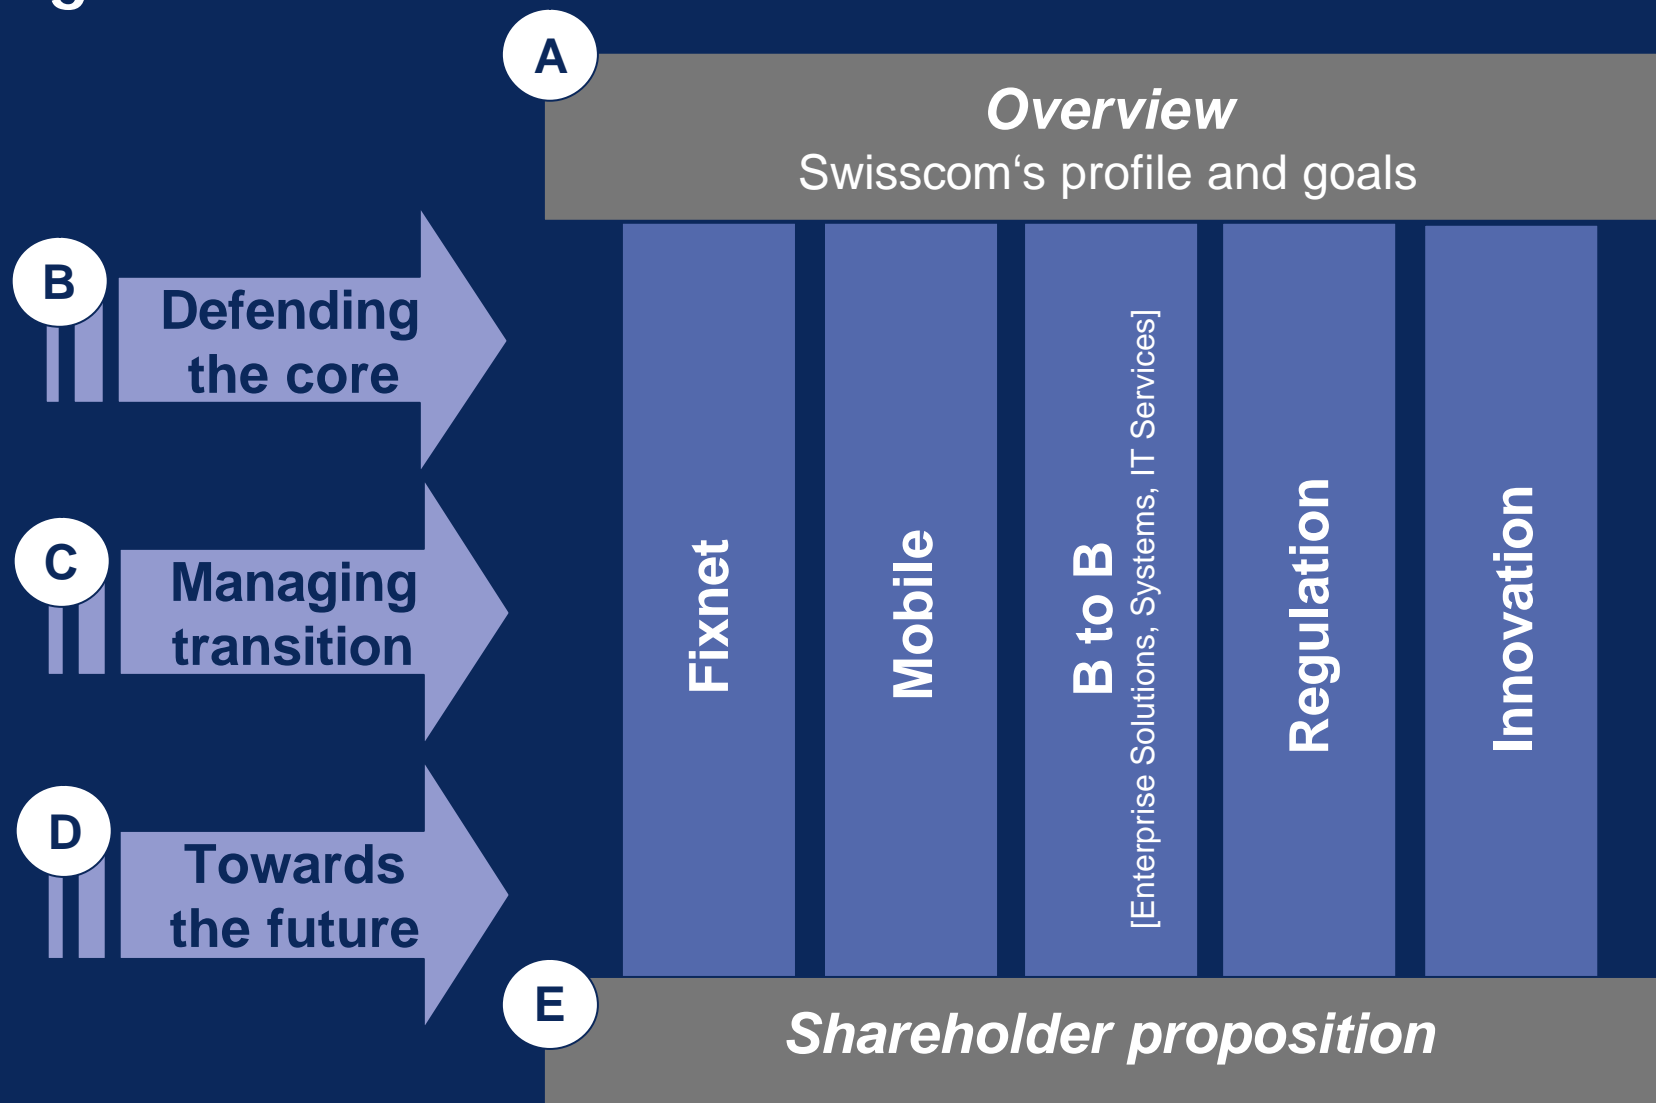 A
Overview
Swisscom‘s profile and goals
B
Defending
the core
C
Managing
transition
D
Towards
the future
Fixnet
Mobile
B to B
[Enterprise Solutions, Systems, IT Services]
Regulation
Innovation
E
Shareholder proposition